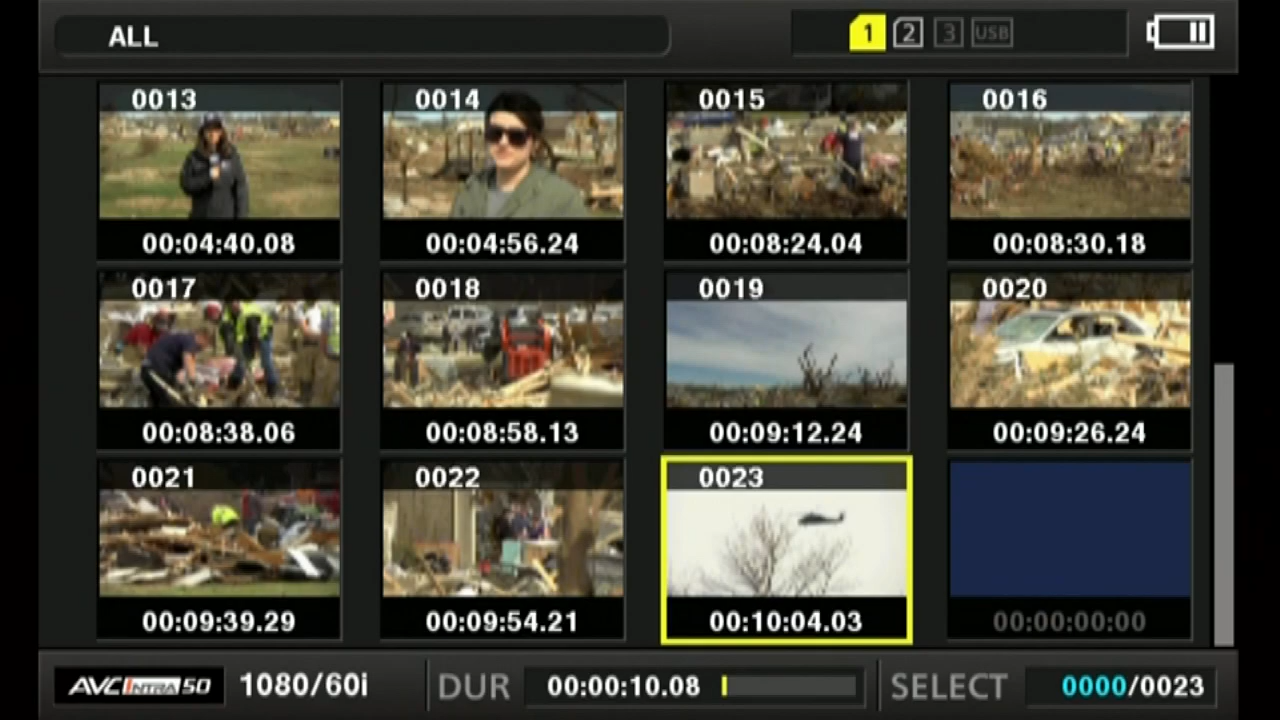 ALL 1 2 3 USB
0013 0014 0015 0016
00:04:40.08 00:04:56.24 00:08:24.04 00:08:30.18
0017 0018 0019 0020
00:08:38.06 00:08:58.13 00:09:12.24 00:09:26.24
0021 0022 0023
00:09:39.29 00:09:54.21 00:10:04.03 00:00:00:00
AVC INTRA 50 1080/60i DUR 00:00:10.08 SELECT 0000/0023